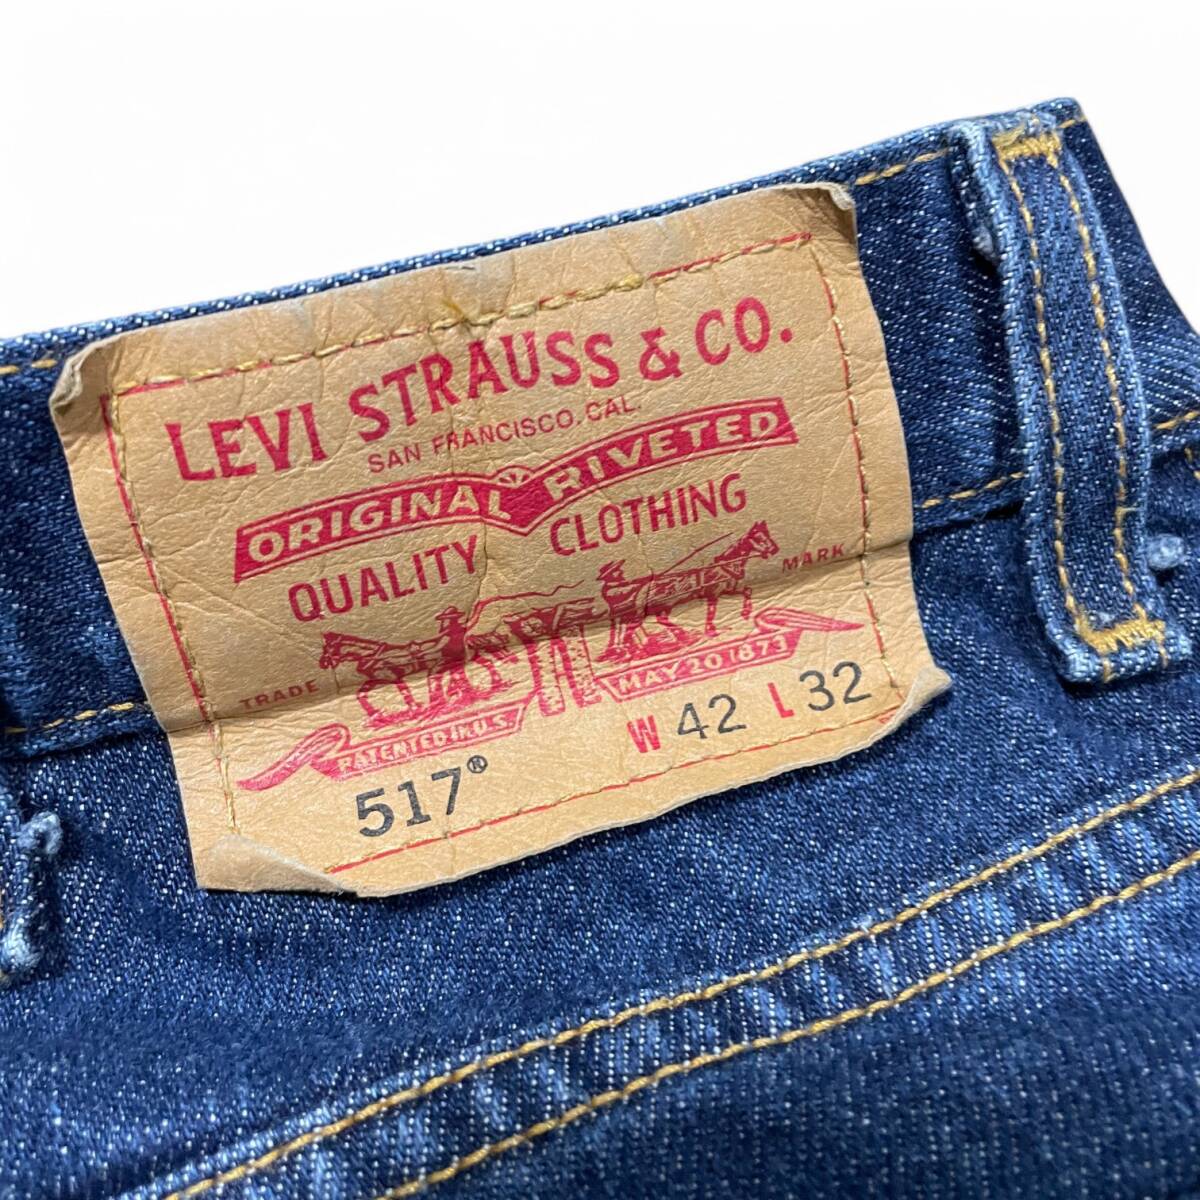 LEVI STRAUSS & CO.
SAN FRANCISCO, CAL.
ORIGINAL RIVETED
QUALITY CLOTHING
TRADE MARK
PATENTED IN U.S. MAY 20 1873
517® W 42 L 32